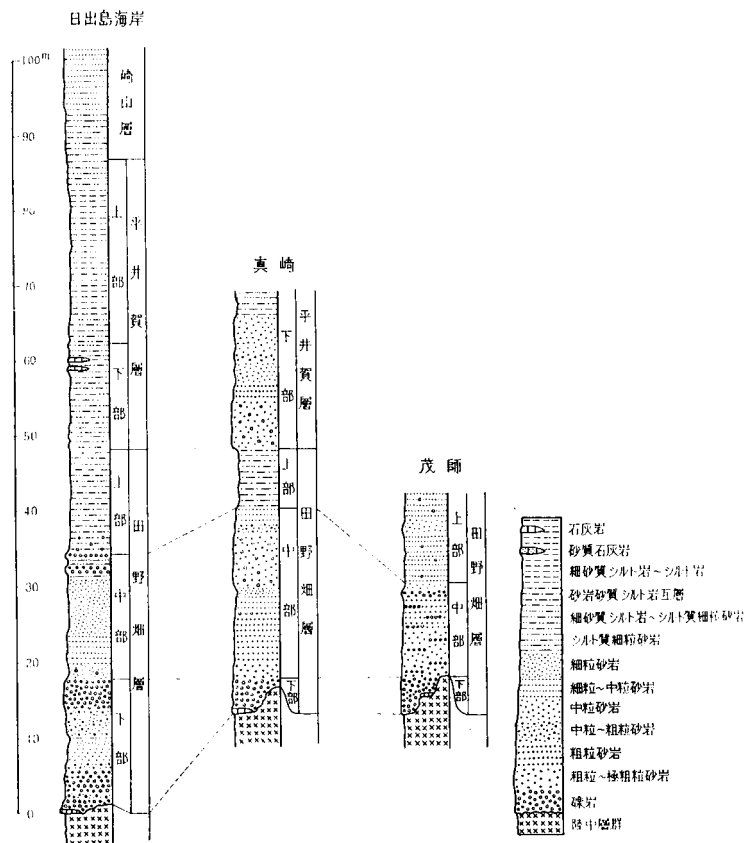 日出島海岸
100m
90
80
70
60
50
40
30
20
10
0
崎山層
上部
下部
平井賀層
上部
中部
下部
田野畑層
真崎
下部
平井賀層
上部
中部
下部
田野畑層
茂師
上部
中部
下部
田野畑層
石灰岩
砂質石灰岩
細砂質シルト岩~シルト岩
砂岩砂質シルト岩互層
細砂質シルト岩~シルト質細粒砂岩
シルト質細粒砂岩
細粒砂岩
細粒~中粒砂岩
中粒砂岩
中粒~粗粒砂岩
粗粒砂岩
粗粒~極粗粒砂岩
礫岩
陸中層群